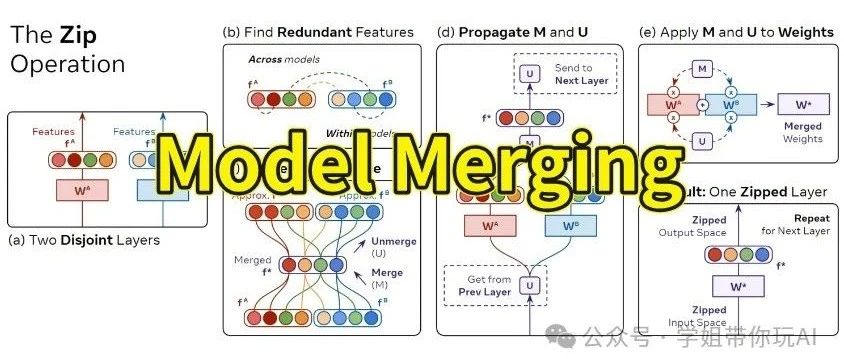 The Zip
Operation
Features
f^A
Features
f^B
W^A
(a) Two Disjoint Layers
(b) Find Redundant Features
Across models
f^A
f^B
Within models
Model Merging
Approx. f^B
Merged
f*
Unmerge
(U)
Merge
(M)
f^A
f^B
(d) Propagate M and U
Send to
Next Layer
U
f*
M
W^A
W^B
Get from
Prev Layer
U
(e) Apply M and U to Weights
M
W^A
W^B
W*
U
Merged
Weights
One Zipped Layer
Zipped
Output Space
Repeat
for Next Layer
f*
W*
Zipped
Input Space
公众号 · 学姐带你玩AI